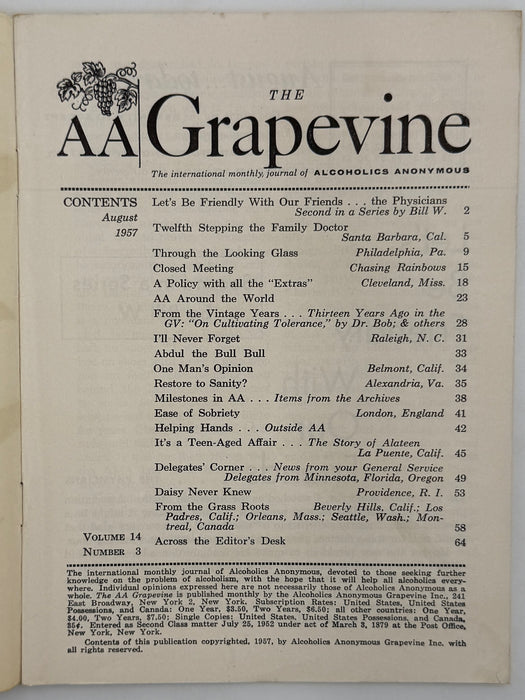 THE
AA Grapevine
The international monthly, journal of ALCOHOLICS ANONYMOUS
CONTENTS
August
1957
Let's Be Friendly With Our Friends . . . the Physicians
Second in a Series by Bill W. 2
Twelfth Stepping the Family Doctor
Santa Barbara, Cal. 5
Through the Looking Glass Philadelphia, Pa. 9
Closed Meeting Chasing Rainbows 15
A Policy with all the "Extras" Cleveland, Miss. 18
AA Around the World 23
From the Vintage Years . . . Thirteen Years Ago in the
GV: "On Cultivating Tolerance," by Dr. Bob; & others 28
I'll Never Forget Raleigh, N. C. 31
Abdul the Bull Bull 33
One Man's Opinion Belmont, Calif. 34
Restore to Sanity? Alexandria, Va. 35
Milestones in AA . . . Items from the Archives 38
Ease of Sobriety London, England 41
Helping Hands . . . Outside AA 42
It's a Teen-Aged Affair . . . The Story of Alateen
La Puente, Calif. 45
Delegates' Corner . . . News from your General Service
Delegates from Minnesota, Florida, Oregon 49
Daisy Never Knew Providence, R. I. 53
From the Grass Roots Beverly Hills, Calif.; Los
Padres, Calif.; Orleans, Mass.; Seattle, Wash.; Mon-
treal, Canada 58
Across the Editor's Desk 64
VOLUME 14
NUMBER 3
The international monthly journal of Alcoholics Anonymous, devoted to those seeking further
knowledge on the problem of alcoholism, with the hope that it will help all alcoholics every-
where. Individual opinions expressed here are not necessarily those of Alcoholics Anonymous as a
whole. The AA Grapevine is published monthly by the Alcoholics Anonymous Grapevine Inc., 241
East Broadway, New York 2, New York. Subscription Rates: United States, United States
Possessions, and Canada: One Year, $3.50, Two Years, $6.50; all other countries: One Year,
$4.00, Two Years, $7.50; Single Copies: United States, United States Possessions, and Canada,
35¢. Entered as Second Class matter July 25, 1952 under act of March 3, 1879 at the Post Office,
New York, New York.
Contents of this publication copyrighted, 1957, by Alcoholics Anonymous Grapevine Inc. with
all rights reserved.